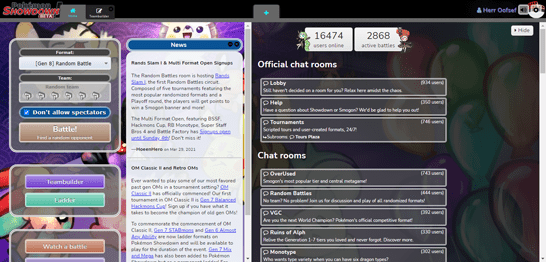 Pokémon
SHOWDOWN
BETA!
Home
Teambuilder
Herr Oofsef
Format:
[Gen 8] Random Battle
Team:
Random team
Don't allow spectators
Battle!
Find a random opponent
Teambuilder
Ladder
Watch a battle
News
Rands Slam I & Multi Format Open Signups
The Random Battles room is hosting Rands
Slam I, the first Random Battles circuit.
Composed of five tournaments featuring the
most popular randomized formats and a
Playoff round, the players will get points to
win a Smogon banner and more!
The Multi Format Open, featuring BSSF,
Hackmons Cup, RB Monotype, Super Staff
Bros 4 and Battle Factory has Signups open
until Sunday, 4th! Don't miss it!
on Mar 29, 2021
OM Classic II and Retro OMs
Ever wanted to play some of our most favored
past gen OMs in a tournament setting? OM
Classic II has officially commenced! Our first
tournament in OM Classic II is Gen 7 Balanced
Hackmons Cup! Sign up if you have what it
takes to become the champion of old gen OMs!
To commemorate the commencement of OM
Classic II, Gen 7 STABmons and Gen 6 Almost
Any Ability are now ladder formats on
Pokémon Showdown and will be available to
play for the duration of the event. Gen 7 Mix
and Mega has also been added to Pokémon
16474
users online
2868
active battles
Hide
Official chat rooms
(934 users)
Lobby
Still haven't decided on a room for you? Relax here amidst the chaos.
(350 users)
Help
Have a question about Showdown or Smogon? We'd be glad to help you out!
(746 users)
Tournaments
Scripted tours and user-created formats, 24/7!
Subrooms: Tours Plaza
Chat rooms
(743 users)
OverUsed
Smogon's most popular tier and central metagame!
(444 users)
Random Battles
No team? No problem! Join us for discussion and play of all randomized formats!
(392 users)
VGC
Are you the next World Champion? Pokémon's official competitive format!
(330 users)
Ruins of Alph
Relive the Generation 1-7 tiers you loved and never forgot. Discover more.
(302 users)
Monotype
Who wants type variety when you can have six dragon types?